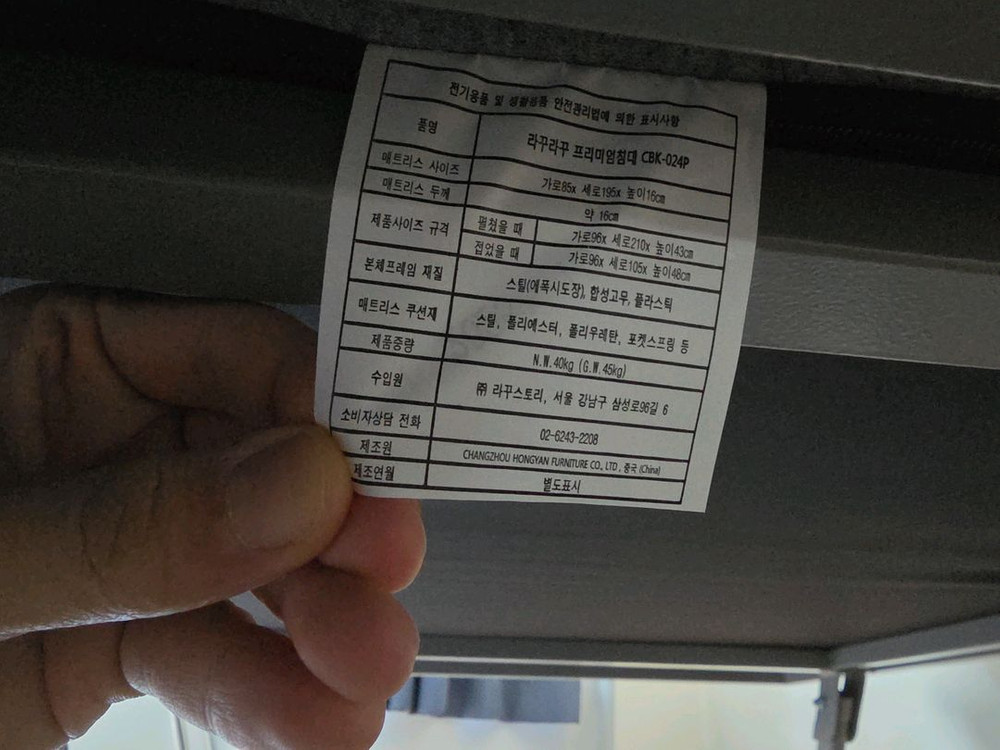 전기용품 및 생활용품 안전관리법에 의한 표시사항
품명 라꾸라꾸 프리미엄침대 CBK-024P
매트리스 사이즈 가로85x 세로195x 높이16cm
매트리스 두께 약 16cm
제품사이즈 규격 펼쳤을 때 가로96x 세로210x 높이43cm
접었을 때 가로96x 세로105x 높이48cm
본체프레임 재질 스틸(에폭시도장), 합성고무, 플라스틱
매트리스 쿠션재 스틸, 폴리에스터, 폴리우레탄, 포켓스프링 등
제품중량 N.W.40kg (G.W.45kg)
수입원 ㈜ 라꾸스토리, 서울 강남구 삼성로96길 6
소비자상담 전화 02-6243-2208
제조원 CHANGZHOU HONGYAN FURNITURE CO., LTD, 중국 (China)
제조연월 별도표시